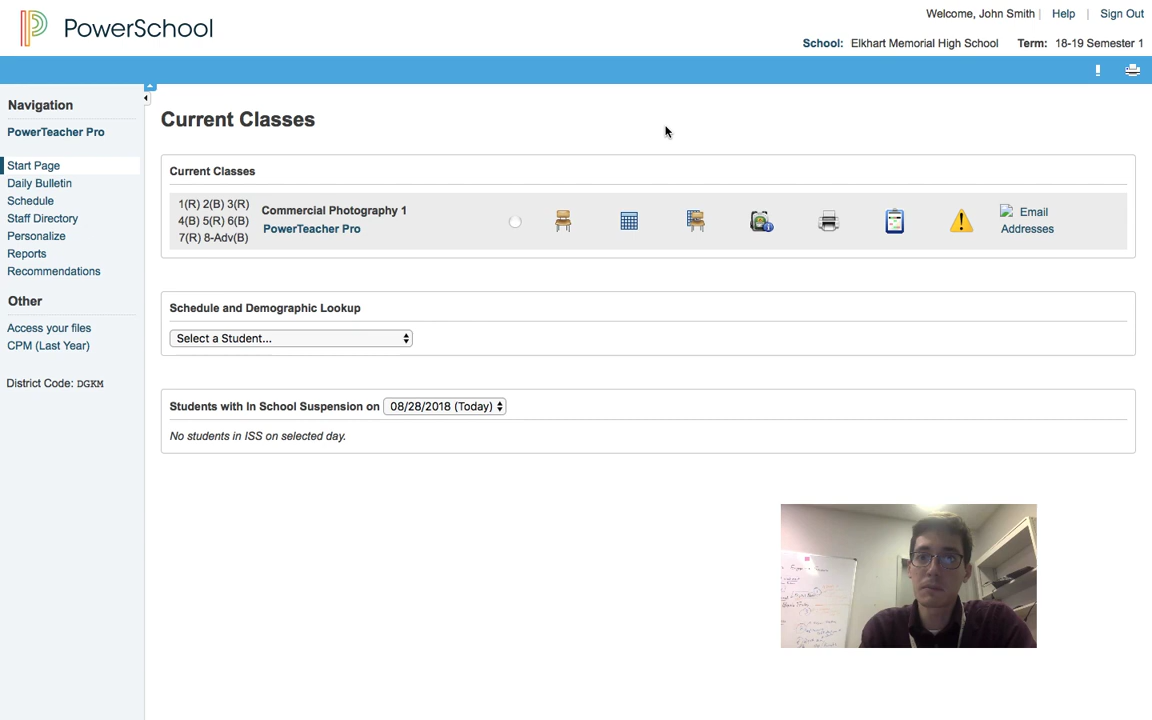 PowerSchool
Welcome, John Smith | Help | Sign Out
School: Elkhart Memorial High School Term: 18-19 Semester 1
Navigation
PowerTeacher Pro
Start Page
Daily Bulletin
Schedule
Staff Directory
Personalize
Reports
Recommendations
Other
Access your files
CPM (Last Year)
District Code: DGKM
Current Classes
Current Classes
1(R) 2(B) 3(R)
4(B) 5(R) 6(B)
7(R) 8-Adv(B)
Commercial Photography 1
PowerTeacher Pro
Email
Addresses
Schedule and Demographic Lookup
Select a Student...
Students with In School Suspension on 08/28/2018 (Today)
No students in ISS on selected day.